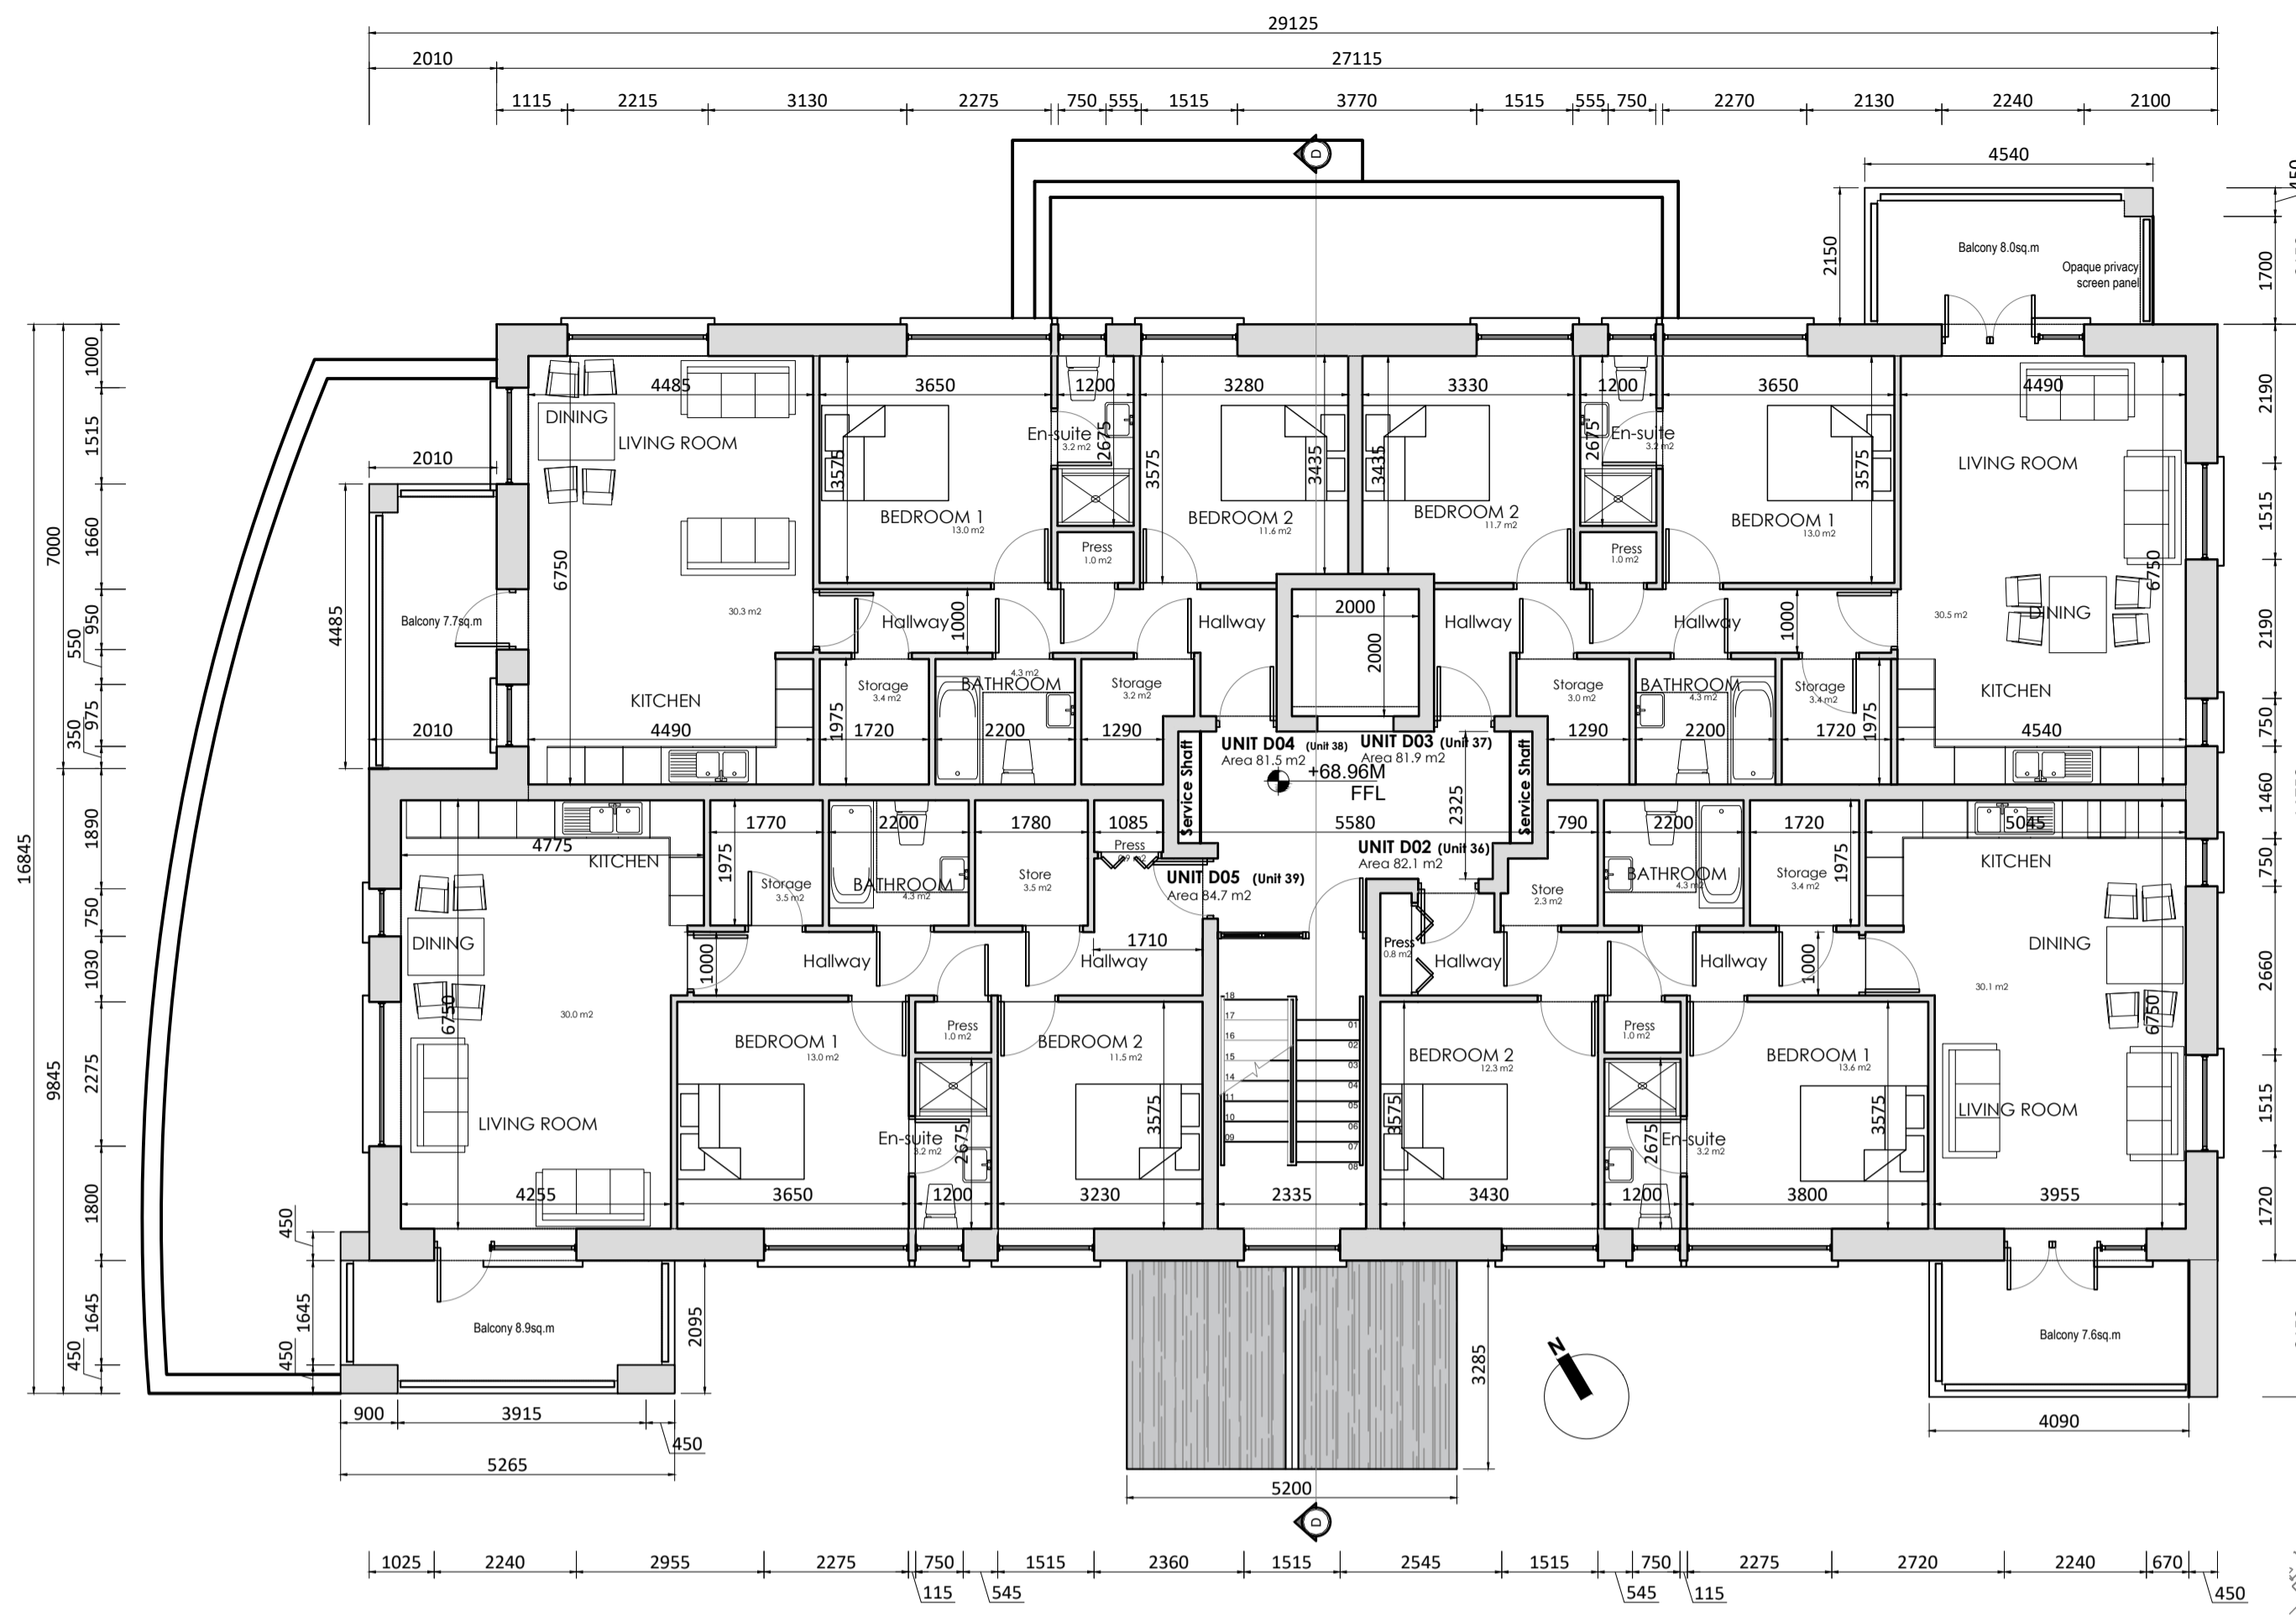 29125
2010 27115
1115 2215 3130 2275 750 555 1515 3770 1515 555 750 2270 2130 2240 2100
D
4540
450
2150
Balcony 8.0sq.m
Opaque privacy
screen panel
1700
16845
7000
9845
1000
1515
1660
950
550
975
350
1890
750
1030
2275
1800
450
1645
1645
450
450
2190
1515
2190
750
1460
750
2660
1515
1720
4485 3650 1200 3280 3330 1200 3650 4490
DINING
LIVING ROOM
En-suite
3.2 m2
2675
3575
3575
3435
3435
2675
En-suite
3.2 m2
3575
LIVING ROOM
2010
BEDROOM 1
13.0 m2
BEDROOM 2
11.6 m2
BEDROOM 2
11.7 m2
BEDROOM 1
13.0 m2
4485
6750
Press
1.0 m2
Press
1.0 m2
6750
Balcony 7.7sq.m
30.3 m2
Hallway
1000
Hallway
2000
2000
Hallway
Hallway
1000
30.5 m2
DINING
KITCHEN
Storage
3.4 m2
4.3 m2
BATHROOM
Storage
3.2 m2
Storage
3.0 m2
BATHROOM
4.3 m2
Storage
3.4 m2
KITCHEN
2010 4490 1975 1720 2200 1290 1290 2200 1720 1975 4540
Service Shaft
UNIT D04 (Unit 38)
Area 81.5 m2
UNIT D03 (Unit 37)
Area 81.9 m2
+68.96M
FFL
Service Shaft
2325
4775 1770 2200 1780 1085 5580 790 2200 1720 5045
KITCHEN
1975
Storage
3.5 m2
BATHROOM
4.3 m2
Store
3.5 m2
Press
UNIT D05 (Unit 39)
Area 84.7 m2
UNIT D02 (Unit 36)
Area 82.1 m2
Store
2.3 m2
BATHROOM
4.3 m2
Storage
3.4 m2
1975
KITCHEN
DINING
1000
Hallway
1710
Hallway
Press
0.8 m2
Hallway
Hallway
1000
DINING
6750
30.0 m2
30.1 m2
6750
BEDROOM 1
13.0 m2
Press
1.0 m2
BEDROOM 2
11.5 m2
18
17
16
15
14
11
10
09
01
02
03
04
05
06
07
08
BEDROOM 2
12.3 m2
Press
1.0 m2
BEDROOM 1
13.6 m2
LIVING ROOM
En-suite
3.2 m2
2675
3575
3575
2675
En-suite
3.2 m2
3575
LIVING ROOM
4255 3650 1200 3230 2335 3430 1200 3800 3955
Balcony 8.9sq.m
2095
3285
N
Balcony 7.6sq.m
900 3915 450
5265
4090
5200
D
1025 2240 2955 2275 750 1515 2360 1515 2545 1515 750 2275 2720 2240 670
115 545 545 115 450